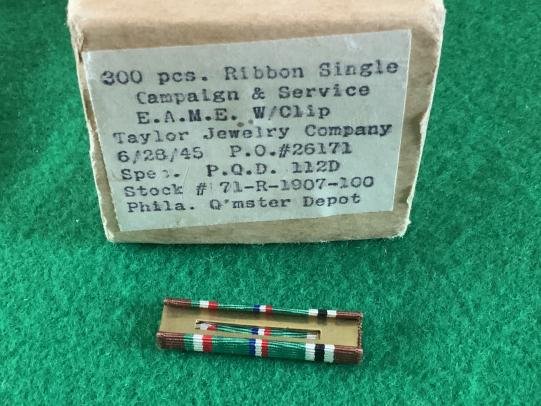 300 pcs. Ribbon Single
Campaign & Service
E.A.M.E. W/Clip
Taylor Jewelry Company
6/28/45 P.O.#26171
Spec. P.Q.D. 112D
Stock # 71-R-1907-100
Phila. Q'mster Depot